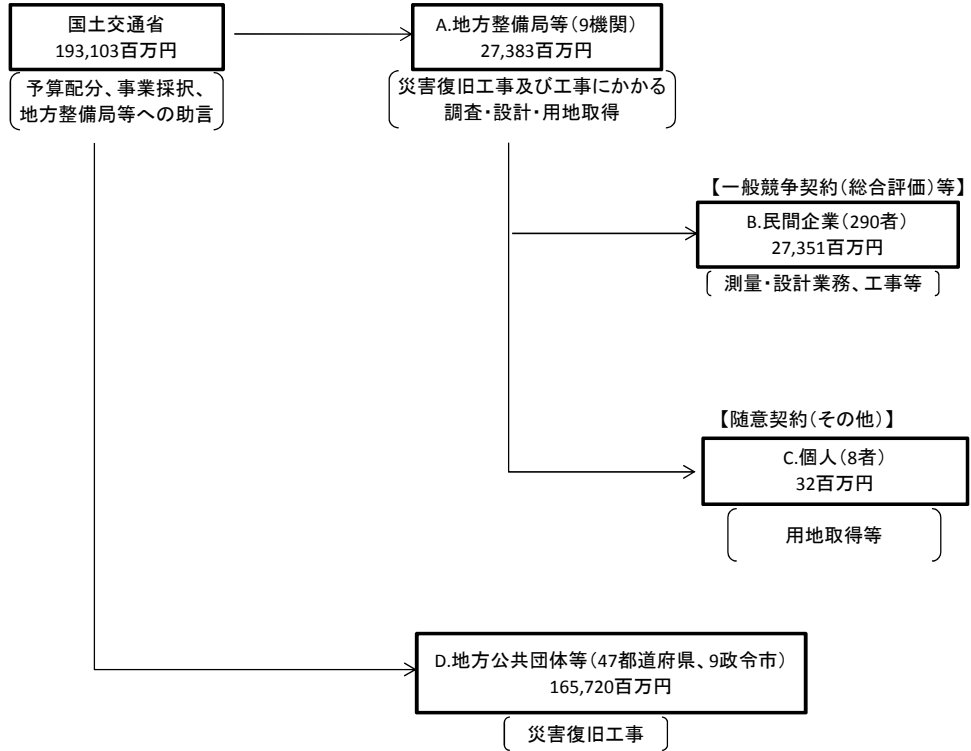 国土交通省
193,103百万円
予算配分、事業採択、
地方整備局等への助言
A.地方整備局等(9機関)
27,383百万円
災害復旧工事及び工事にかかる
調査・設計・用地取得
【一般競争契約(総合評価)等】
B.民間企業(290者)
27,351百万円
測量・設計業務、工事等
【随意契約(その他)】
C.個人(8者)
32百万円
用地取得等
D.地方公共団体等(47都道府県、9政令市)
165,720百万円
災害復旧工事